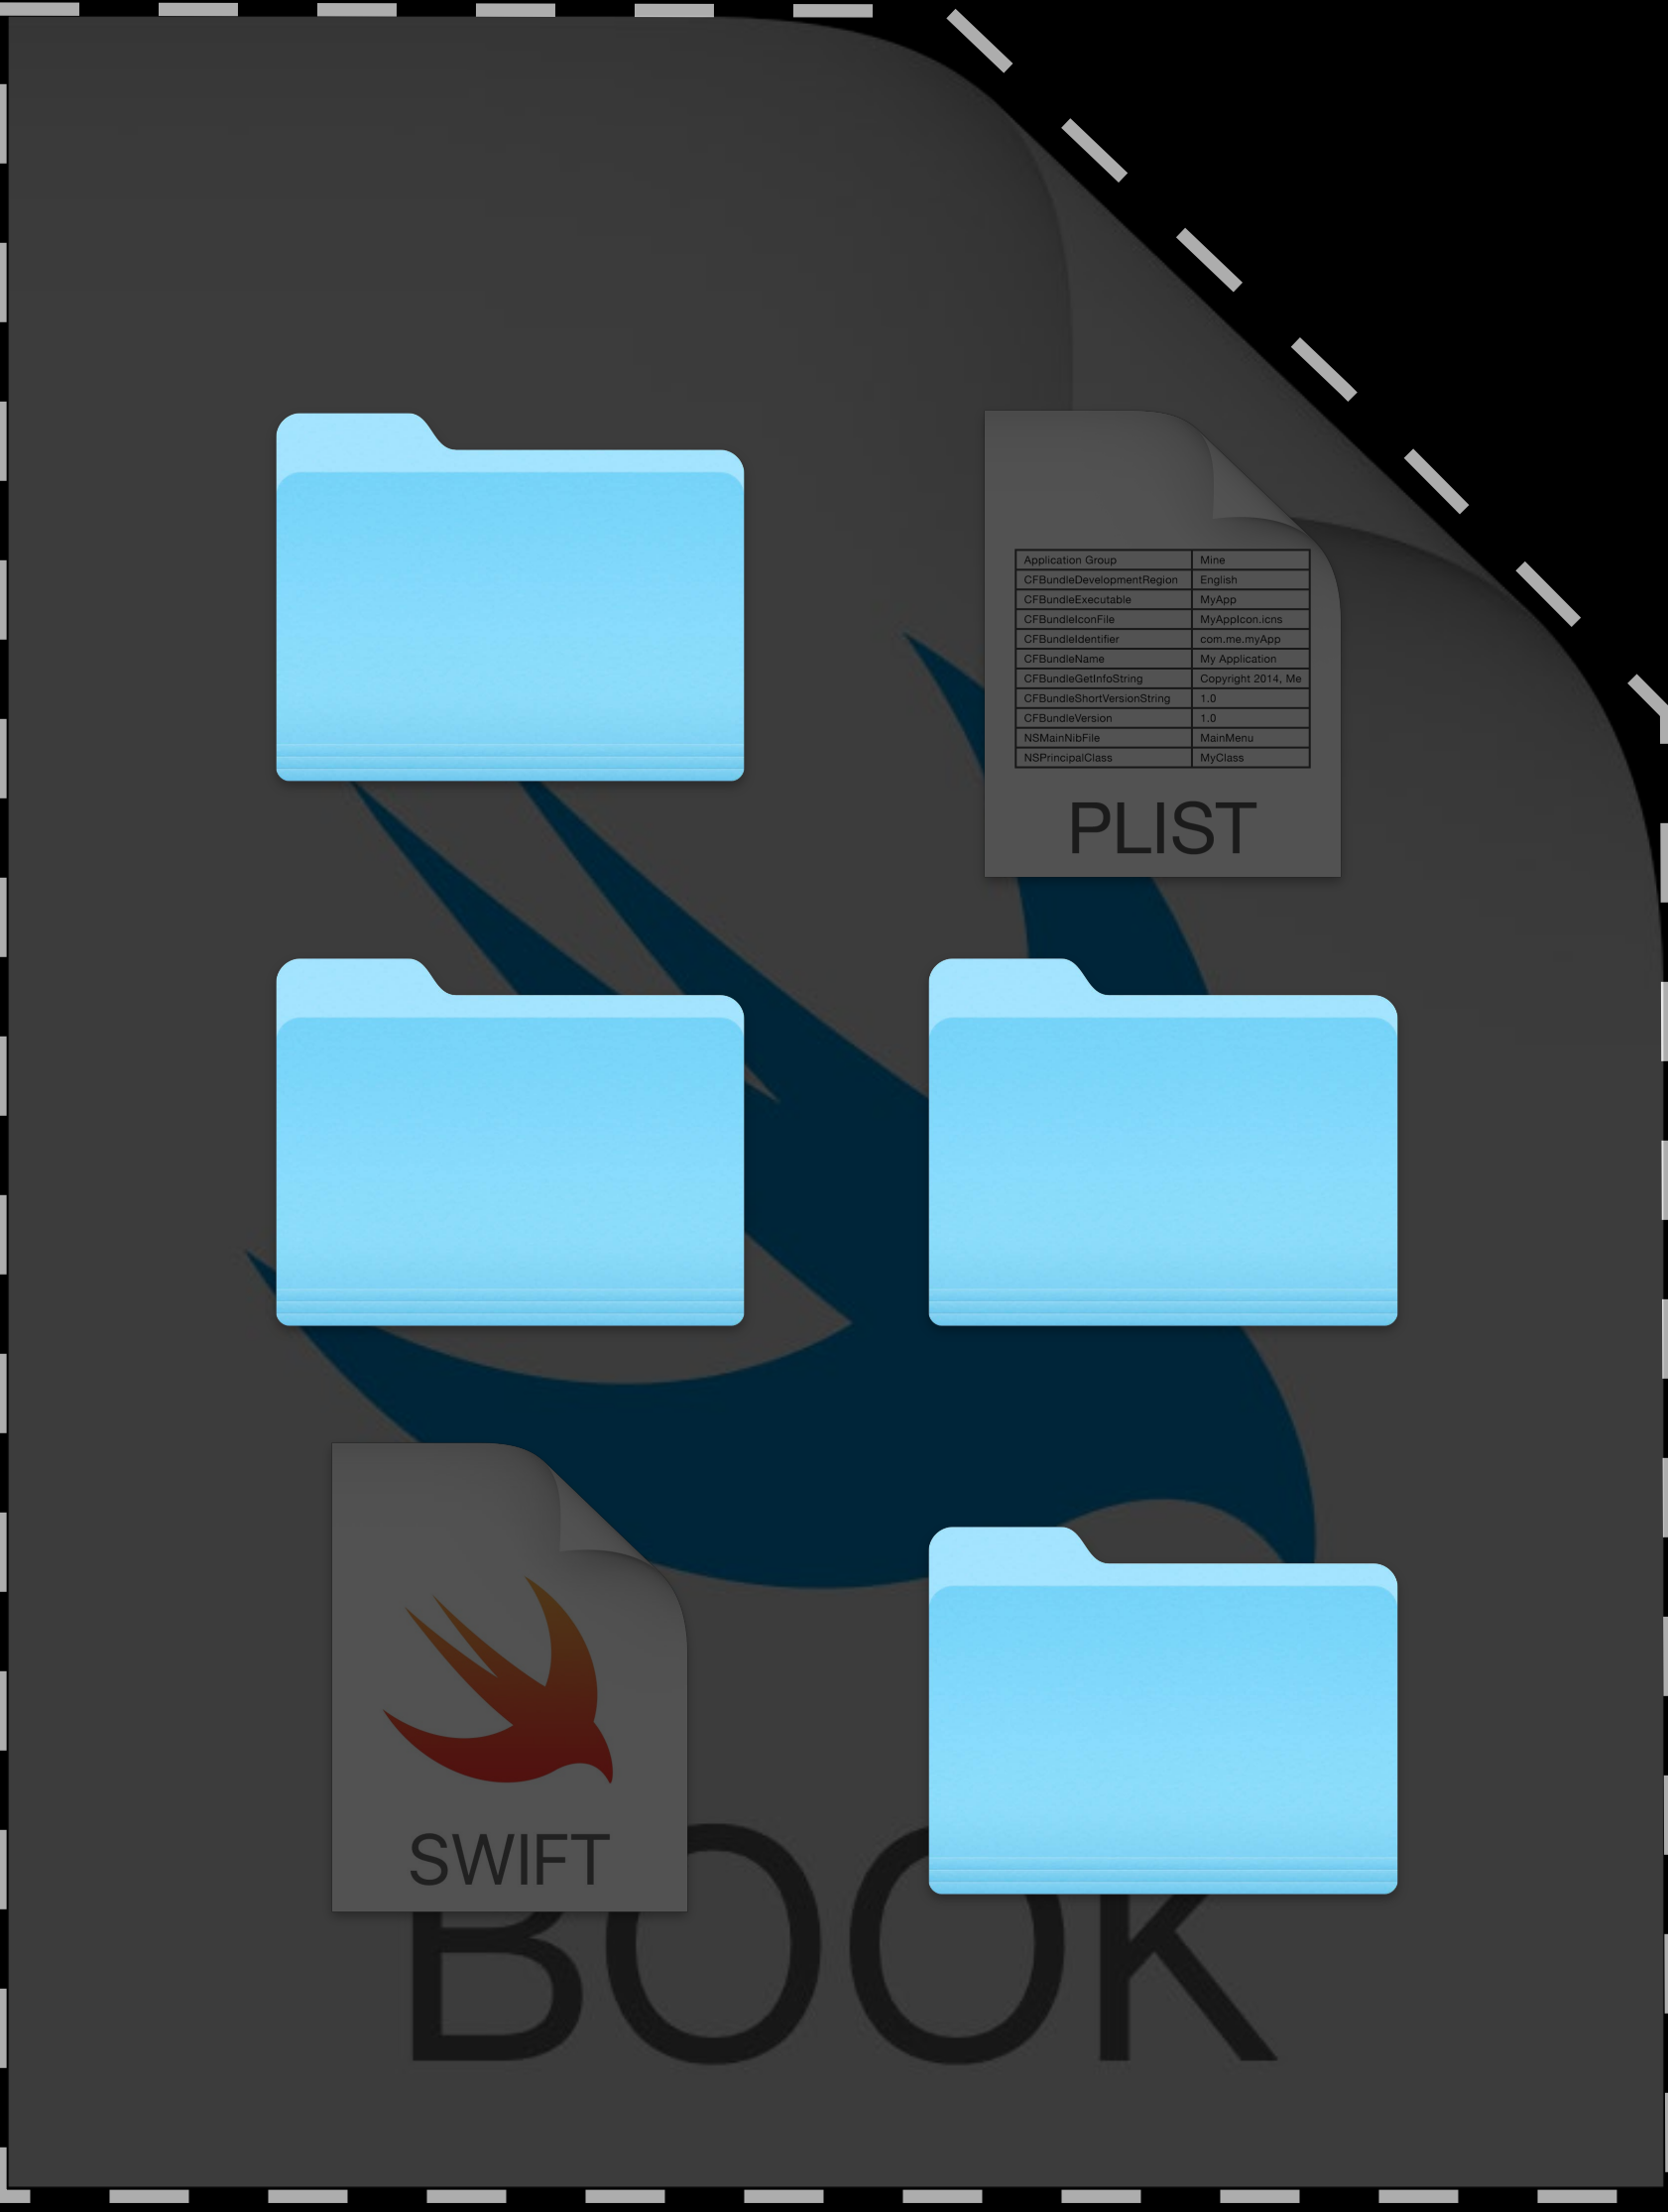 Application Group Mine
CFBundleDevelopmentRegion English
CFBundleExecutable MyApp
CFBundleIconFile MyAppIcon.icns
CFBundleIdentifier com.me.myApp
CFBundleName My Application
CFBundleGetInfoString Copyright 2014, Me
CFBundleShortVersionString 1.0
CFBundleVersion 1.0
NSMainNibFile MainMenu
NSPrincipalClass MyClass
PLIST
SWIFT
BOOK